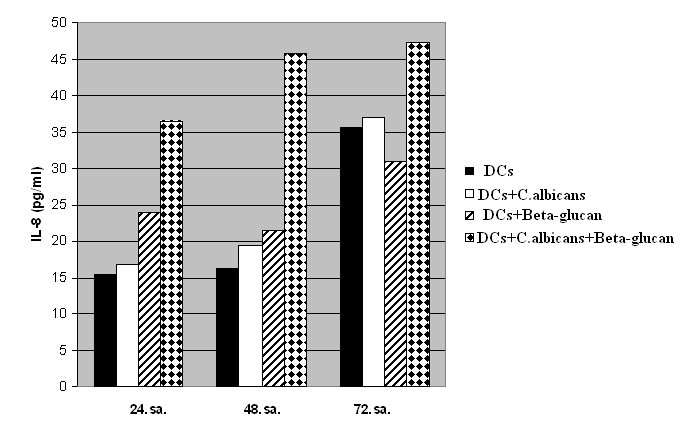 50
45
40
35
30
25
20
15
10
5
0
IL-8 (pg/ml)
24. sa.
48. sa.
72. sa.
DCs
DCs+C.albicans
DCs+Beta-glucan
DCs+C.albicans+Beta-glucan